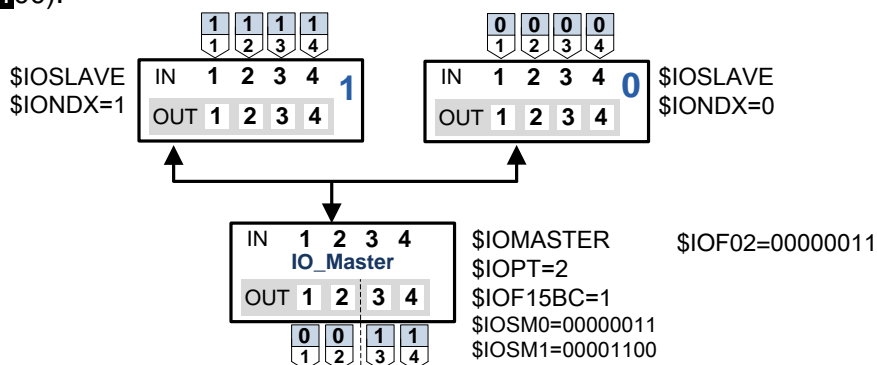 1 1 1 1 0 0 0 0
1 2 3 4 1 2 3 4
$IOSLAVE IN 1 2 3 4 1 IN 1 2 3 4 0 $IOSLAVE
$IONDX=1 OUT 1 2 3 4 OUT 1 2 3 4 $IONDX=0
IN 1 2 3 4 $IOMASTER $IOF02=00000011
IO_Master $IOPT=2
OUT 1 2 3 4 $IOF15BC=1
0 0 1 1 $IOSM0=00000011
1 2 3 4 $IOSM1=00001100